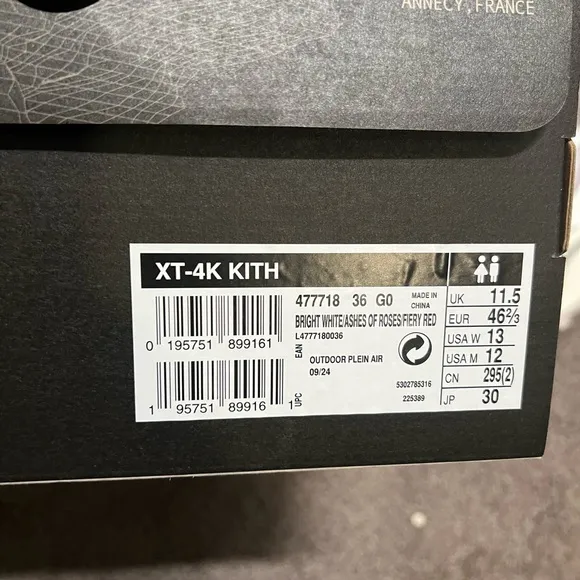 ANNECY, FRANCE
XT-4K KITH
477718 36 G0 MADE IN CHINA
BRIGHT WHITE/ASHES OF ROSES/FIERY RED
L4777180036
0 195751 899161 EAN
OUTDOOR PLEIN AIR
09/24
5302785316
225389
1 95751 89916 1 UPC
UK 11.5
EUR 46⅔
USA W 13
USA M 12
CN 295(2)
JP 30